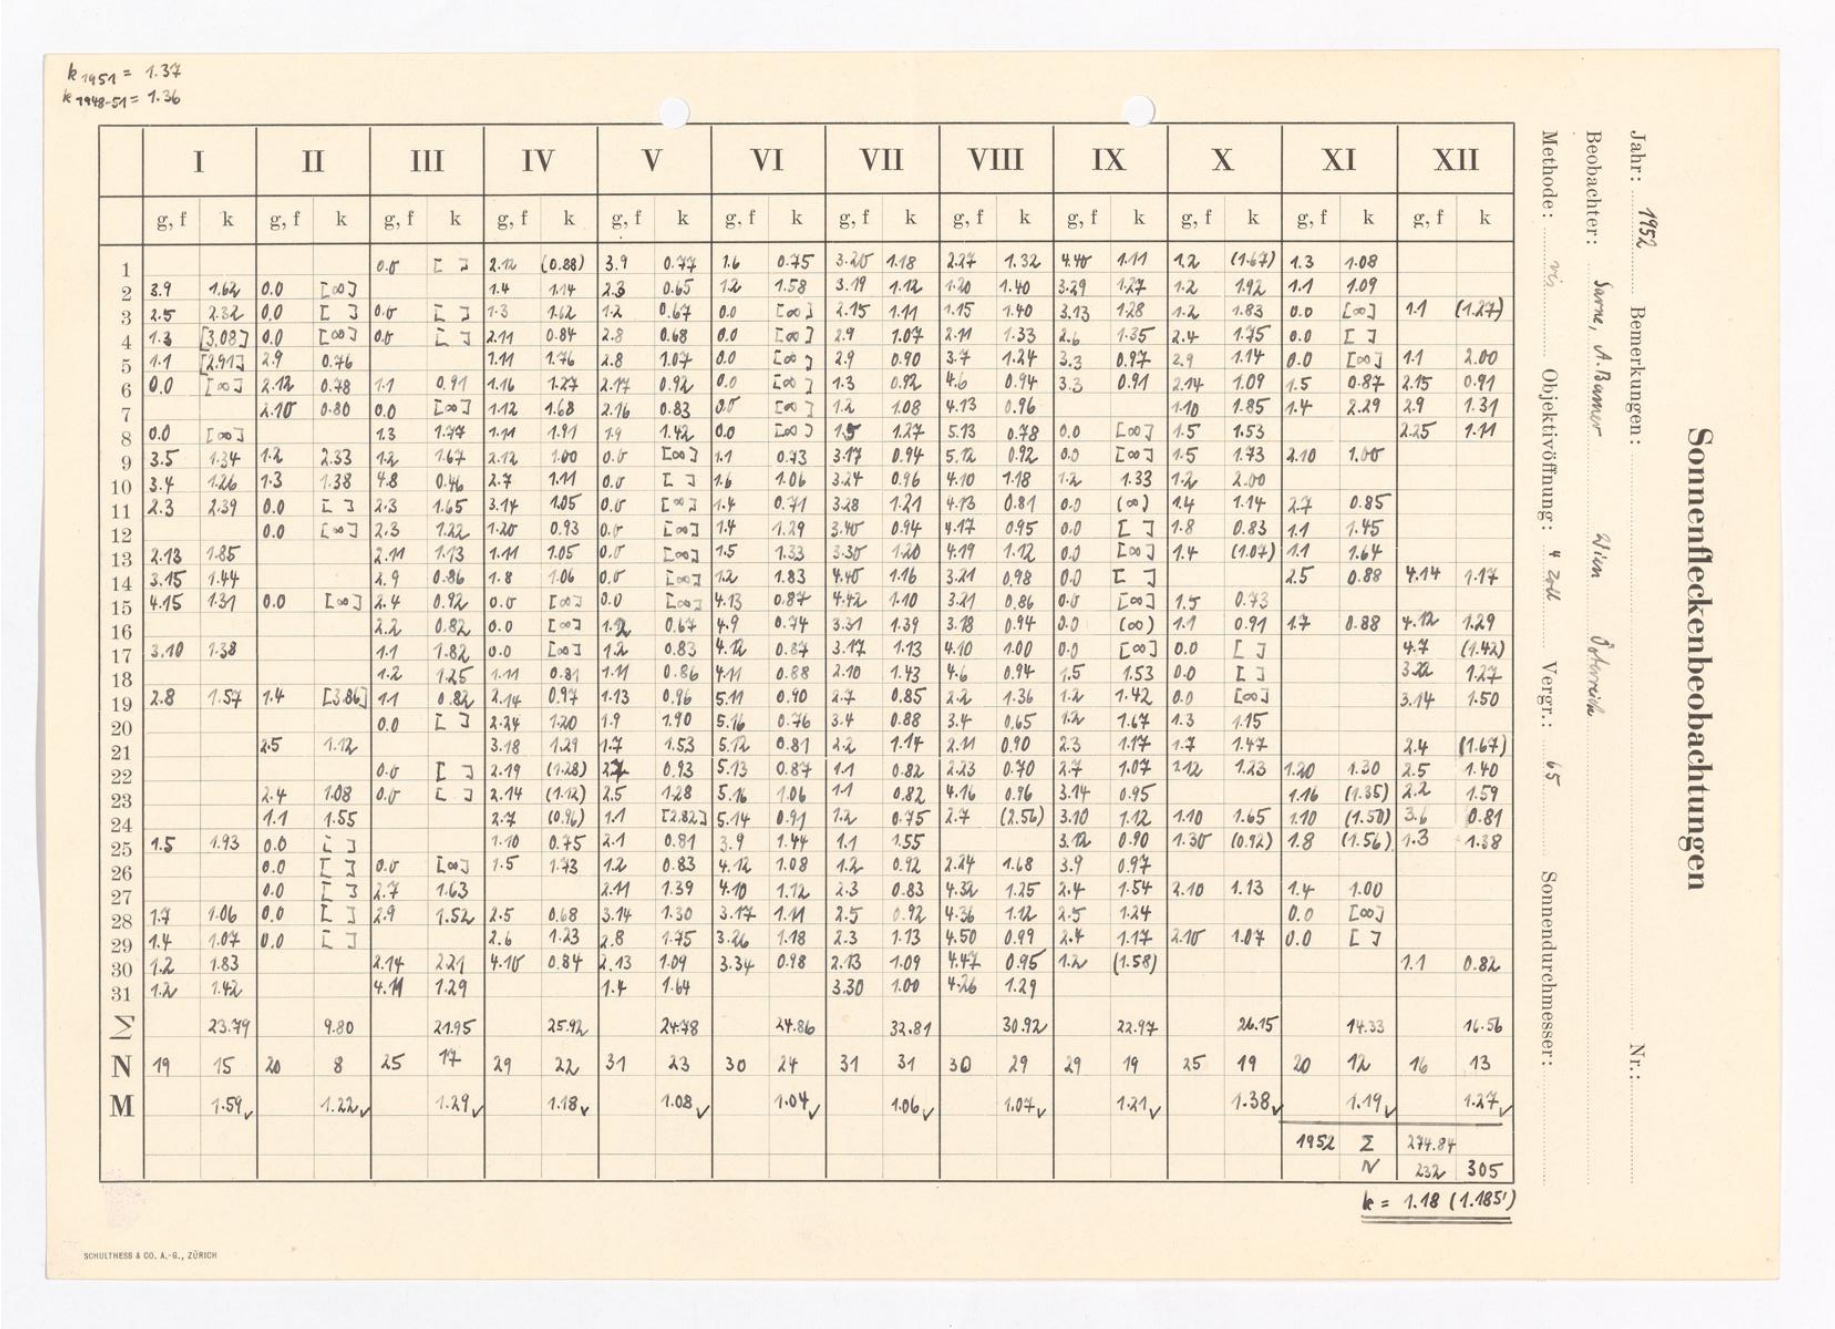 k 1951 = 1.37
k 1948-51 = 1.36
Sonnenfleckenbeobachtungen
Jahr: 1952 Bemerkungen: Nr.:
Beobachter: A. Barner Wien Österreich
Methode: vis. Objektivöffnung: 4 Zoll Vergr.: 65 Sonnendurchmesser:
I II III IV V VI VII VIII IX X XI XII
g, f k g, f k g, f k g, f k g, f k g, f k g, f k g, f k g, f k g, f k g, f k g, f k
1 0.0 [ ] 2.12 (0.88) 3.9 0.77 1.6 0.75 3.20 1.18 2.27 1.32 4.40 1.11 1.2 (1.67) 1.3 1.08
2 3.9 1.62 0.0 [∞] 1.4 1.14 2.3 0.65 1.2 1.58 3.19 1.12 1.20 1.40 3.29 1.27 1.2 1.92 1.1 1.09
3 2.5 2.32 0.0 [ ] 0.0 [ ] 1.3 1.62 1.2 0.67 0.0 [∞] 2.15 1.11 1.15 1.40 3.13 1.28 1.2 1.83 0.0 [∞] 1.1 (1.27)
4 1.3 [3.08] 0.0 [∞] 0.0 [ ] 2.11 0.84 2.8 0.68 0.0 [∞] 2.9 1.07 2.11 1.33 2.6 1.35 2.4 1.75 0.0 [ ]
5 1.1 [2.91] 2.9 0.76 1.11 1.76 2.8 1.07 0.0 [∞] 2.9 0.90 3.7 1.24 3.3 0.97 2.9 1.14 0.0 [∞] 1.1 2.00
6 0.0 [∞] 2.12 0.78 1.1 0.91 1.16 1.27 2.17 0.92 0.0 [∞] 1.3 0.92 4.6 0.94 3.3 0.91 2.14 1.09 1.5 0.87 2.15 0.91
7 2.10 0.80 0.0 [∞] 1.12 1.68 2.16 0.83 0.0 [∞] 1.2 1.08 4.13 0.96 1.10 1.85 1.4 2.29 2.9 1.31
8 0.0 [∞] 1.3 1.77 1.11 1.91 1.9 1.42 0.0 [∞] 1.5 1.27 5.13 0.78 0.0 [∞] 1.5 1.53 2.25 1.11
9 3.5 1.34 1.2 2.33 1.2 1.67 2.12 1.00 0.0 [∞] 1.1 0.73 3.17 0.94 5.12 0.92 0.0 [∞] 1.5 1.73 2.10 1.00
10 3.4 1.26 1.3 1.38 4.8 0.46 2.7 1.11 0.0 [ ] 1.6 1.06 3.24 0.96 4.10 1.18 1.2 1.33 1.2 2.00
11 2.3 2.39 0.0 [ ] 2.3 1.65 3.14 1.05 0.0 [∞] 1.4 0.71 3.28 1.21 4.13 0.81 0.0 (∞) 1.4 1.14 2.7 0.85
12 0.0 [∞] 2.3 1.22 1.20 0.93 0.0 [∞] 1.4 1.29 3.40 0.94 4.17 0.95 0.0 [ ] 1.8 0.83 1.1 1.45
13 2.13 1.85 2.11 1.13 1.11 1.05 0.0 [∞] 1.5 1.33 3.30 1.20 4.19 1.12 0.0 [∞] 1.4 (1.07) 1.1 1.64
14 3.15 1.44 2.9 0.86 1.8 1.06 0.0 [∞] 1.2 1.83 4.40 1.16 3.21 0.98 0.0 [ ] 2.5 0.88 4.14 1.17
15 4.15 1.31 0.0 [∞] 2.4 0.92 0.0 [∞] 0.0 [∞] 4.13 0.87 4.42 1.10 3.21 0.86 0.0 [∞] 1.5 0.73
16 2.2 0.82 0.0 [∞] 1.2 0.67 4.9 0.74 3.31 1.39 3.18 0.94 0.0 (∞) 1.1 0.91 1.7 0.88 4.12 1.29
17 3.10 1.38 1.1 1.82 0.0 [∞] 1.2 0.83 4.12 0.87 3.17 1.13 4.10 1.00 0.0 [∞] 0.0 [ ] 4.7 (1.42)
18 1.2 1.25 1.11 0.81 1.11 0.86 4.11 0.88 2.10 1.43 4.6 0.94 1.5 1.53 0.0 [ ] 3.22 1.27
19 2.8 1.57 1.4 [3.86] 1.1 0.82 2.14 0.97 1.13 0.96 5.11 0.90 2.7 0.85 2.2 1.36 1.2 1.42 0.0 [∞] 3.14 1.50
20 0.0 [ ] 2.24 1.20 1.9 1.90 5.16 0.76 3.4 0.88 3.4 0.65 1.2 1.67 1.3 1.15
21 2.5 1.12 3.18 1.29 1.7 1.53 5.12 0.81 2.2 1.14 2.11 0.90 2.3 1.17 1.7 1.47 2.4 (1.67)
22 0.0 [ ] 2.19 (1.28) 2.7 0.93 5.13 0.87 1.1 0.82 2.23 0.70 2.7 1.07 2.12 1.23 1.20 1.30 2.5 1.40
23 2.4 1.08 0.0 [ ] 2.14 (1.12) 2.5 1.28 5.16 1.06 1.1 0.82 4.16 0.96 3.14 0.95 1.16 (1.35) 2.2 1.59
24 1.1 1.55 2.7 (0.96) 1.1 [2.82] 5.14 0.91 1.2 0.75 2.7 (2.56) 3.10 1.12 1.10 1.65 1.10 (1.50) 3.6 0.81
25 1.5 1.93 0.0 [ ] 1.10 0.75 2.1 0.81 3.9 1.44 1.1 1.55 3.12 0.90 1.30 (0.92) 1.8 (1.56) 1.3 1.38
26 0.0 [ ] 0.0 [∞] 1.5 1.73 1.2 0.83 4.12 1.08 1.2 0.92 2.24 1.68 3.9 0.97
27 0.0 [ ] 2.7 1.63 2.11 1.39 4.10 1.12 2.3 0.83 4.32 1.25 2.4 1.54 2.10 1.13 1.4 1.00
28 1.7 1.06 0.0 [ ] 2.9 1.52 2.5 0.68 3.14 1.30 3.17 1.11 2.5 0.92 4.36 1.12 2.5 1.24 0.0 [∞]
29 1.4 1.07 0.0 [ ] 2.6 1.23 2.8 1.75 3.26 1.18 2.3 1.13 4.50 0.99 2.4 1.17 2.10 1.07 0.0 [ ]
30 1.2 1.83 2.14 2.21 4.10 0.84 2.13 1.09 3.34 0.98 2.13 1.09 4.47 0.95 1.2 (1.58) 1.1 0.82
31 1.2 1.42 4.11 1.29 1.4 1.64 3.30 1.00 4.26 1.29
Σ 23.79 9.80 21.95 25.92 24.78 24.86 32.81 30.92 22.97 26.15 14.33 16.56
N 19 15 20 8 25 17 29 22 31 23 30 24 31 31 30 29 29 19 25 19 20 12 16 13
M 1.59✓ 1.22✓ 1.29✓ 1.18✓ 1.08✓ 1.04✓ 1.06✓ 1.07✓ 1.21✓ 1.38✓ 1.19✓ 1.27✓
1952 Σ 274.84
N 232 305
k = 1.18 (1.185')
SCHULTHESS & CO. A.-G., ZÜRICH